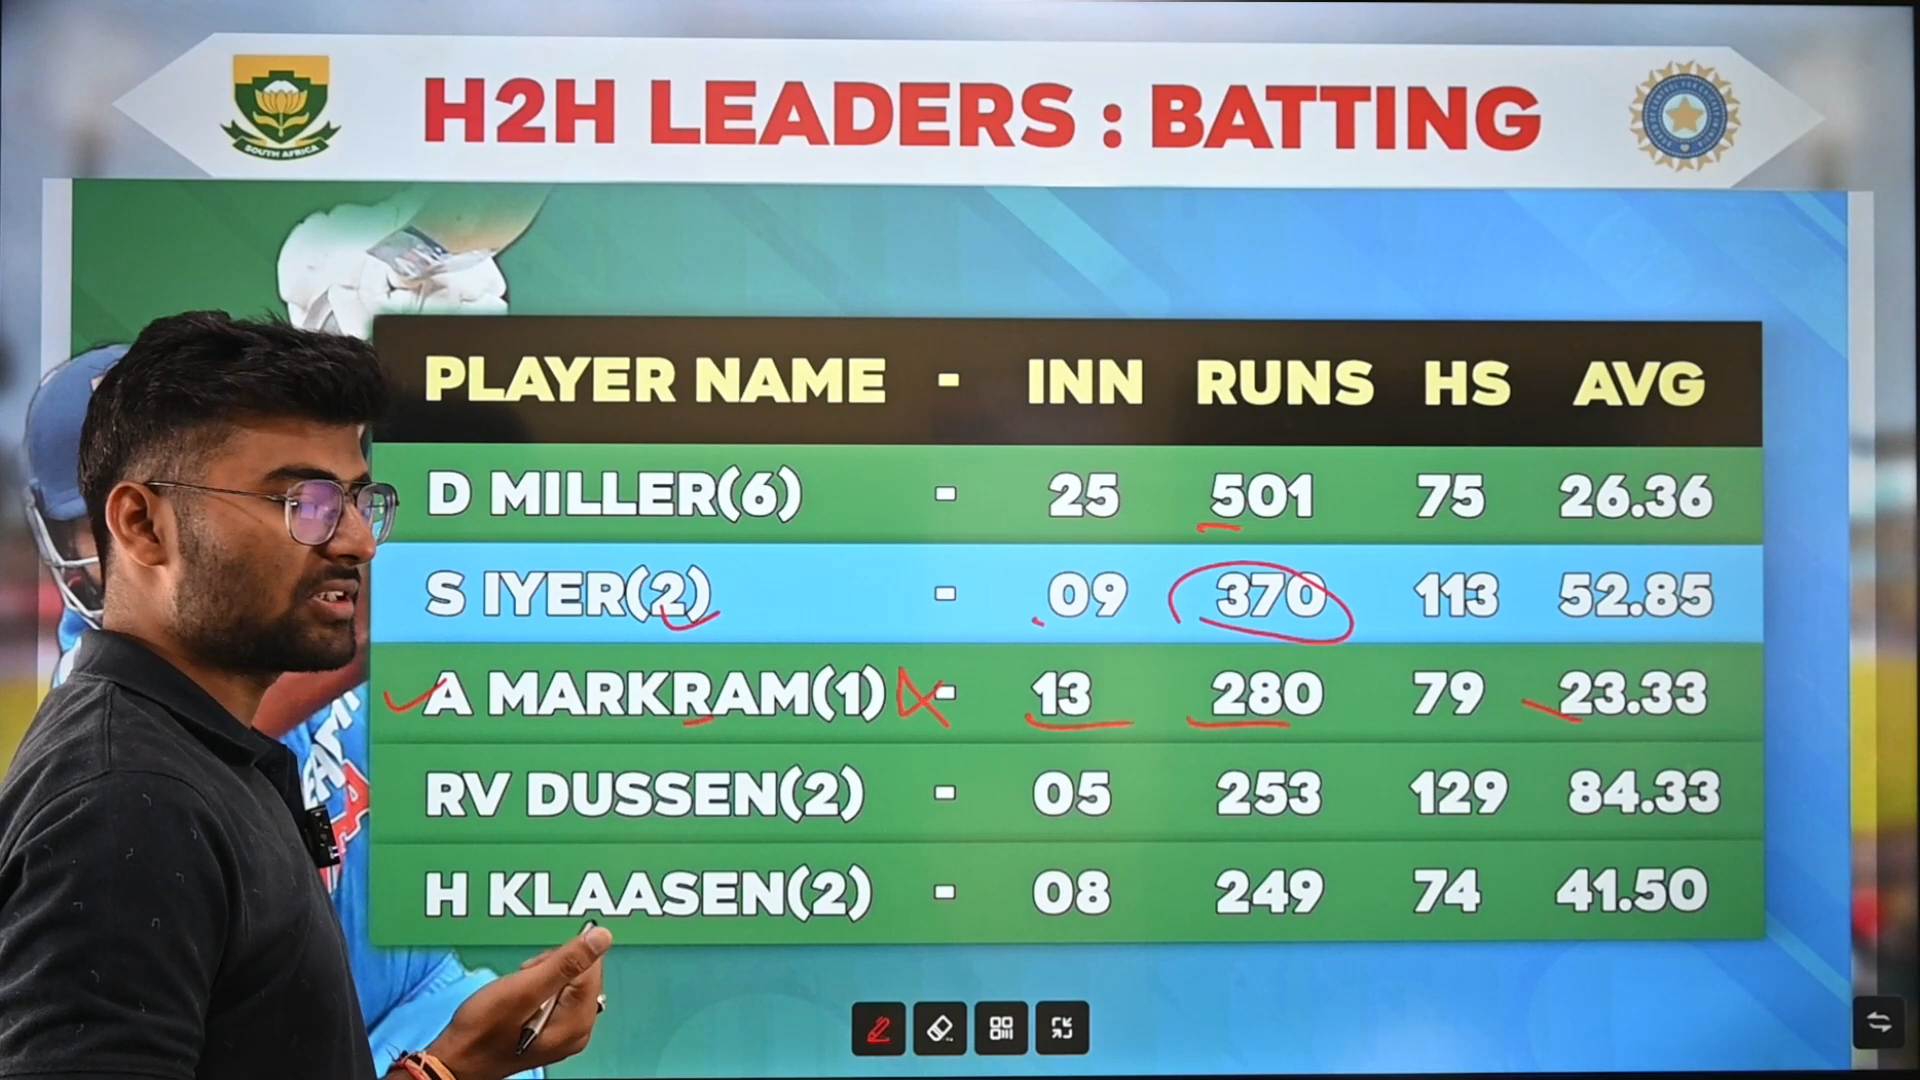 H2H LEADERS : BATTING
SOUTH AFRICA
PLAYER NAME - INN RUNS HS AVG
D MILLER(6) - 25 501 75 26.36
S IYER(2) - 09 370 113 52.85
A MARKRAM(1) - 13 280 79 23.33
RV DUSSEN(2) - 05 253 129 84.33
H KLAASEN(2) - 08 249 74 41.50